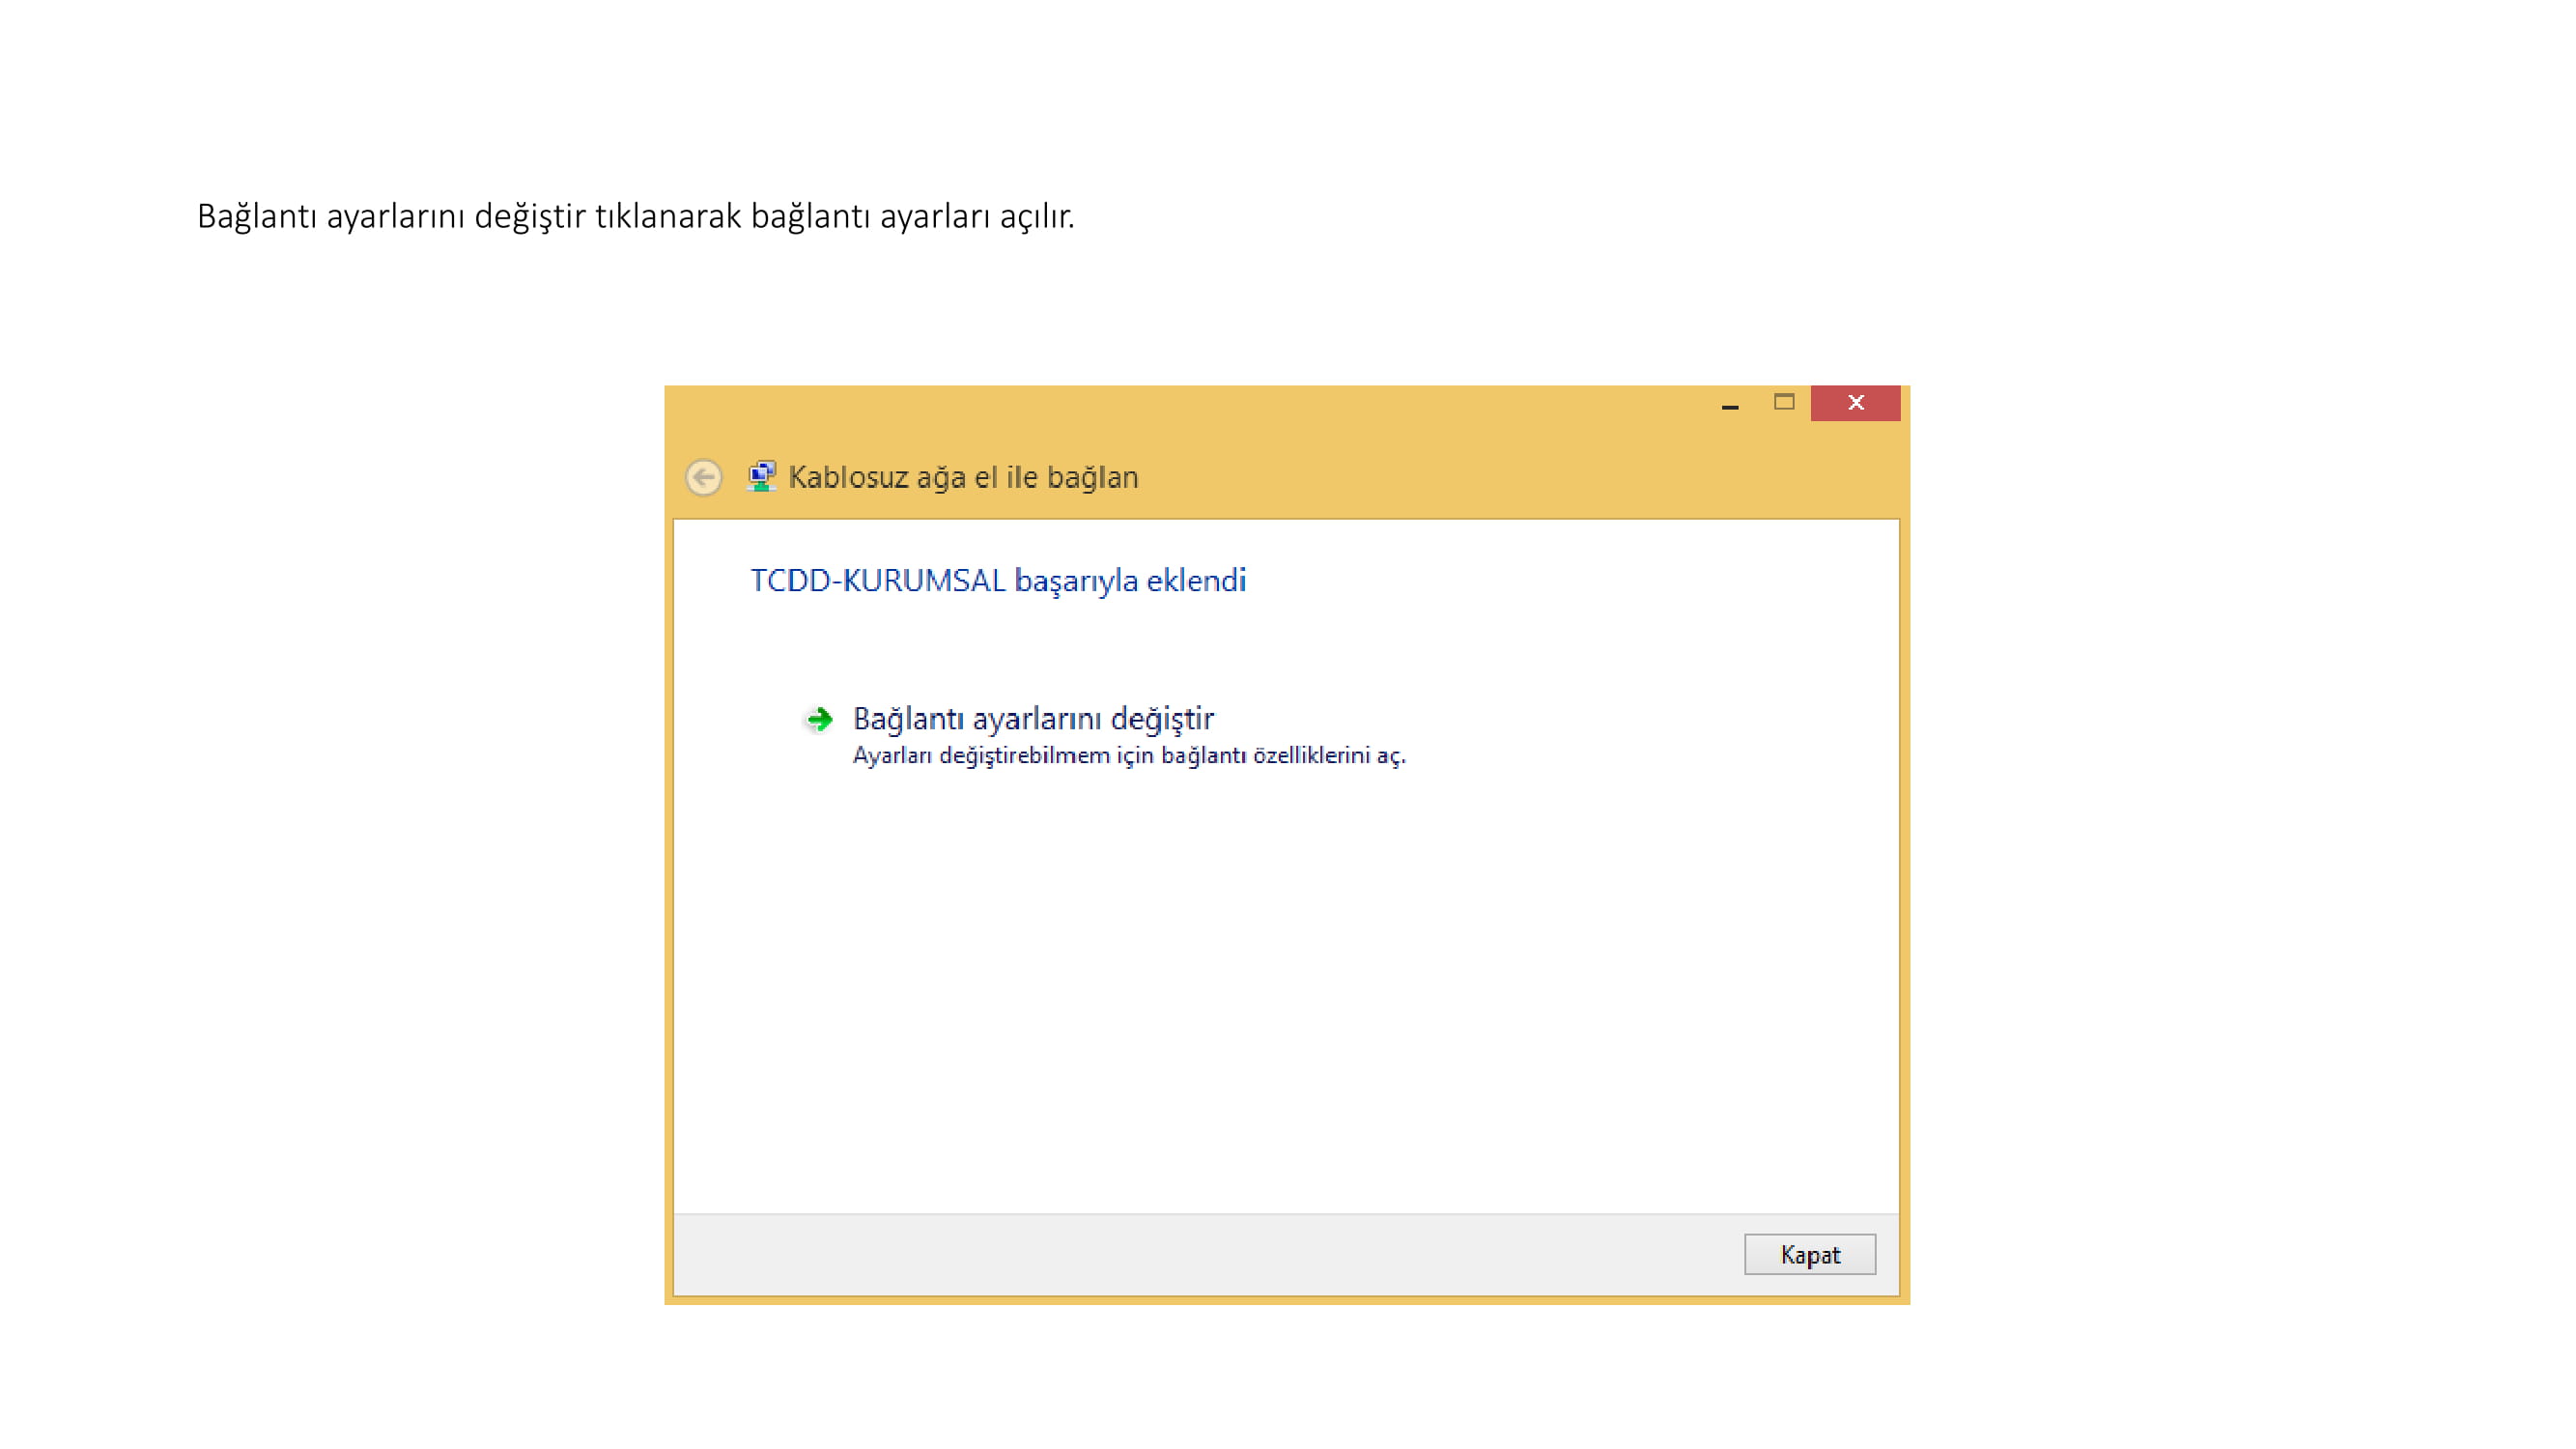 Bağlantı ayarlarını değiştir tıklanarak bağlantı ayarları açılır.
Kablosuz ağa el ile bağlan
TCDD-KURUMSAL başarıyla eklendi
Bağlantı ayarlarını değiştir
Ayarları değiştirebilmem için bağlantı özelliklerini aç.
Kapat